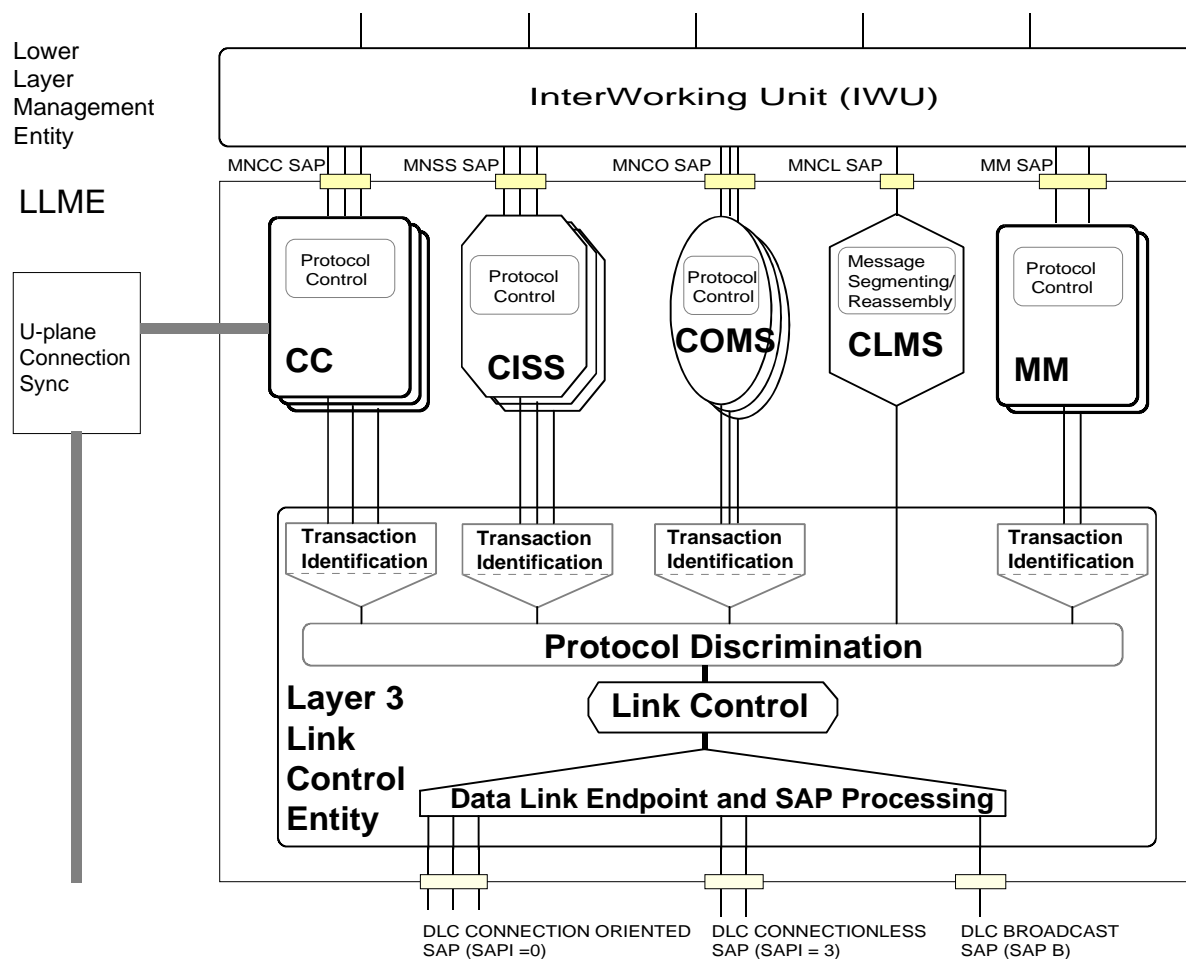 Lower
Layer
Management
Entity
LLME
InterWorking Unit (IWU)
MNCC SAP
MNSS SAP
MNCO SAP
MNCL SAP
MM SAP
Protocol
Control
CC
Protocol
Control
CISS
Protocol
Control
COMS
Message
Segmenting/
Reassembly
CLMS
Protocol
Control
MM
U-plane
Connection
Sync
Transaction
Identification
Transaction
Identification
Transaction
Identification
Transaction
Identification
Protocol Discrimination
Link Control
Layer 3
Link
Control
Entity
Data Link Endpoint and SAP Processing
DLC CONNECTION ORIENTED
SAP (SAPI =0)
DLC CONNECTIONLESS
SAP (SAPI = 3)
DLC BROADCAST
SAP (SAP B)